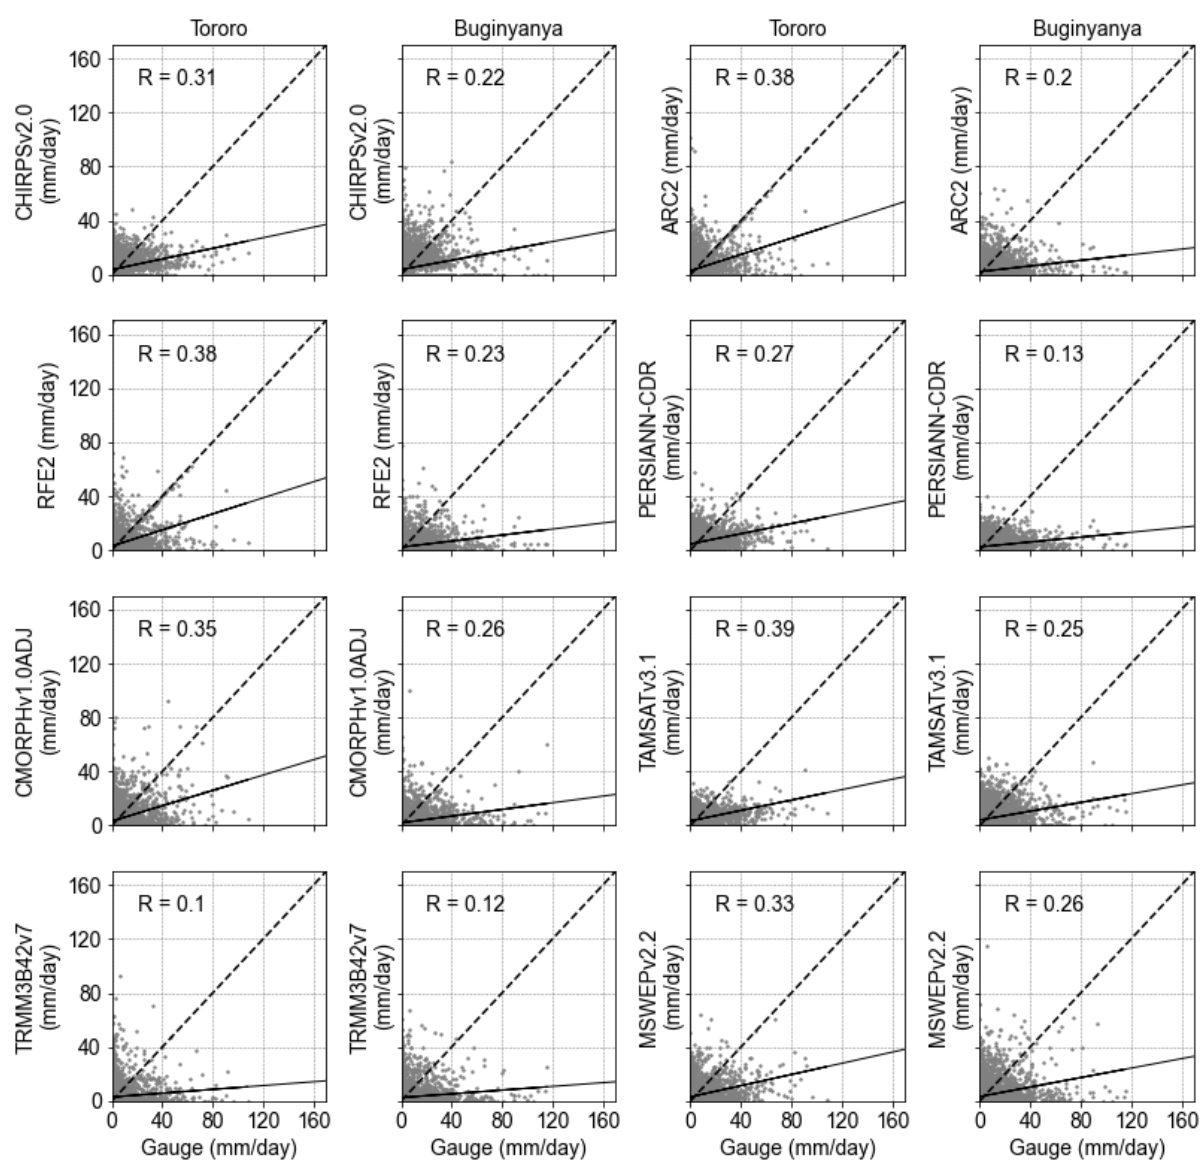 Tororo
Buginyanya
Tororo
Buginyanya
CHIRPSv2.0
(mm/day)
160
120
80
40
0
R = 0.31
CHIRPSv2.0
(mm/day)
R = 0.22
ARC2 (mm/day)
R = 0.38
ARC2 (mm/day)
R = 0.2
RFE2 (mm/day)
160
120
80
40
0
R = 0.38
RFE2 (mm/day)
R = 0.23
PERSIANN-CDR
(mm/day)
R = 0.27
PERSIANN-CDR
(mm/day)
R = 0.13
CMORPHv1.0ADJ
(mm/day)
160
120
80
40
0
R = 0.35
CMORPHv1.0ADJ
(mm/day)
R = 0.26
TAMSATv3.1
(mm/day)
R = 0.39
TAMSATv3.1
(mm/day)
R = 0.25
TRMM3B42v7
(mm/day)
160
120
80
40
0
R = 0.1
TRMM3B42v7
(mm/day)
R = 0.12
MSWEPv2.2
(mm/day)
R = 0.33
MSWEPv2.2
(mm/day)
R = 0.26
0 40 80 120 160
0 40 80 120 160
0 40 80 120 160
0 40 80 120 160
Gauge (mm/day)
Gauge (mm/day)
Gauge (mm/day)
Gauge (mm/day)